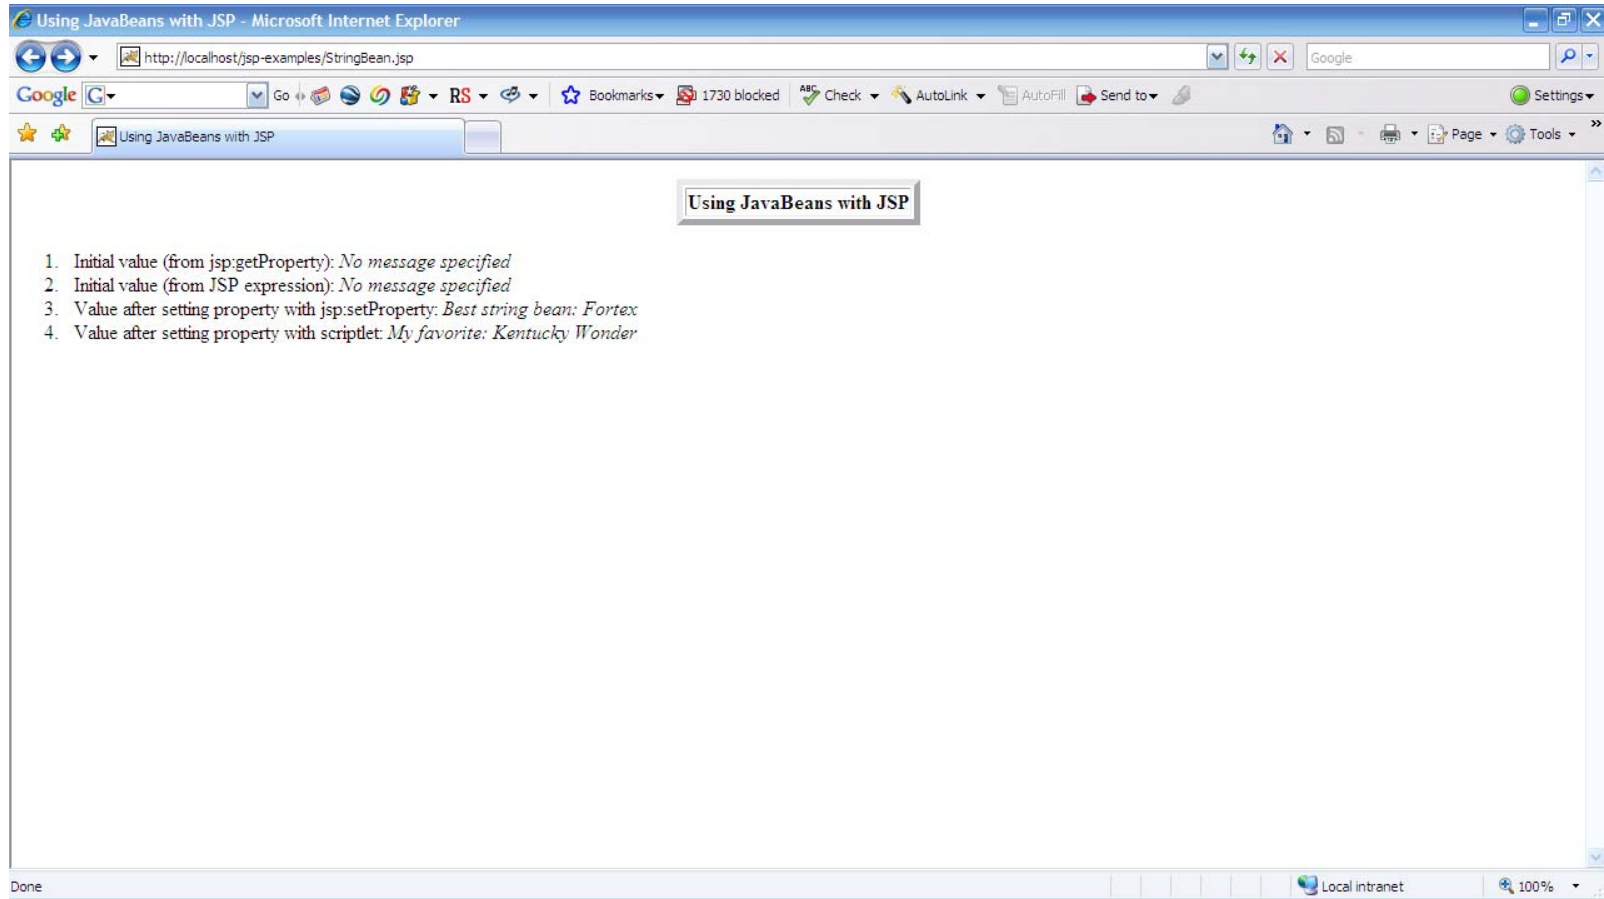 Using JavaBeans with JSP - Microsoft Internet Explorer
http://localhost/jsp-examples/StringBean.jsp
Google
Google G Go RS Bookmarks 1730 blocked ABC Check AutoLink AutoFill Send to Settings
Using JavaBeans with JSP
Page Tools
Using JavaBeans with JSP
1. Initial value (from jsp:getProperty): No message specified
2. Initial value (from JSP expression): No message specified
3. Value after setting property with jsp:setProperty: Best string bean: Fortex
4. Value after setting property with scriptlet: My favorite: Kentucky Wonder
Done Local intranet 100%